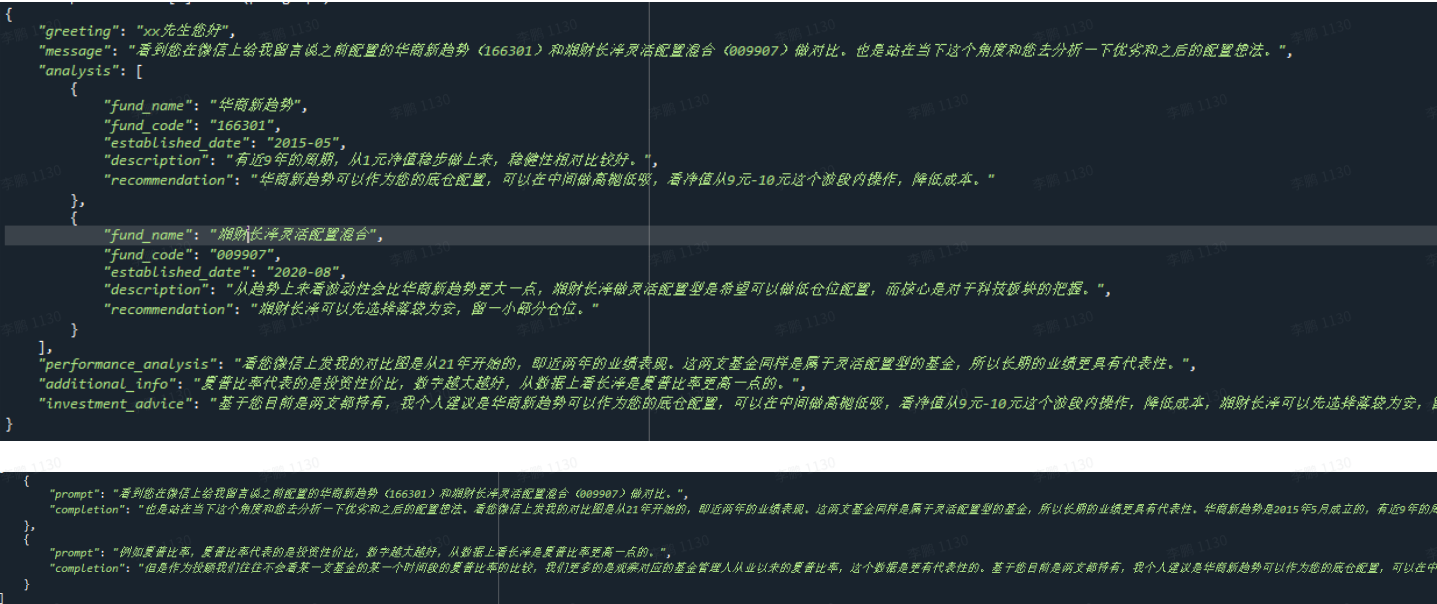 {
"greeting": "xx先生您好",
"message": "看到您在微信上给我留言说之前配置的华商新趋势（166301）和湘财长泽灵活配置混合（009907）做对比。也是站在当下这个角度和您去分析一下优劣和之后的配置想法。",
"analysis": [
{
"fund_name": "华商新趋势",
"fund_code": "166301",
"established_date": "2015-05",
"description": "有近9年的周期，从1元净值稳步做上来，稳健性相对比较好。",
"recommendation": "华商新趋势可以作为您的底仓配置，可以在中间做高抛低吸，看净值从9元-10元这个波段内操作，降低成本。"
},
{
"fund_name": "湘财长泽灵活配置混合",
"fund_code": "009907",
"established_date": "2020-08",
"description": "从趋势上来看波动性会比华商新趋势更大一点，湘财长泽做灵活配置型是希望可以做低仓位配置，而核心是对于科技板块的把握。",
"recommendation": "湘财长泽可以先选择落袋为安，留一小部分仓位。"
}
],
"performance_analysis": "看您微信上发我的对比图是从21年开始的，即近两年的业绩表现。这两支基金同样是属于灵活配置型的基金，所以长期的业绩更具有代表性。",
"additional_info": "夏普比率代表的是投资性价比，数字越大越好，从数据上看长泽是夏普比率更高一点的。",
"investment_advice": "基于您目前是两支都持有，我个人建议是华商新趋势可以作为您的底仓配置，可以在中间做高抛低吸，看净值从9元-10元这个波段内操作，降低成本，湘财长泽可以先选择落袋为安，
}
{
"prompt": "看到您在微信上给我留言说之前配置的华商新趋势（166301）和湘财长泽灵活配置混合（009907）做对比。",
"completion": "也是站在当下这个角度和您去分析一下优劣和之后的配置想法。看您微信上发我的对比图是从21年开始的，即近两年的业绩表现。这两支基金同样是属于灵活配置型的基金，所以长期的业绩更具有代表性。华商新趋势是2015年5月成立的，有近9年的
},
{
"prompt": "例如夏普比率，夏普比率代表的是投资性价比，数字越大越好，从数据上看长泽是夏普比率更高一点的。",
"completion": "但是作为投顾我们往往不会看某一支基金的某一个时间段的夏普比率的比较，我们更多的是观察对应的基金管理人从业以来的夏普比率，这个数据是更有代表性的。基于您目前是两支都持有，我个人建议是华商新趋势可以作为您的底仓配置，可以在中
}
]
李鹏 1130